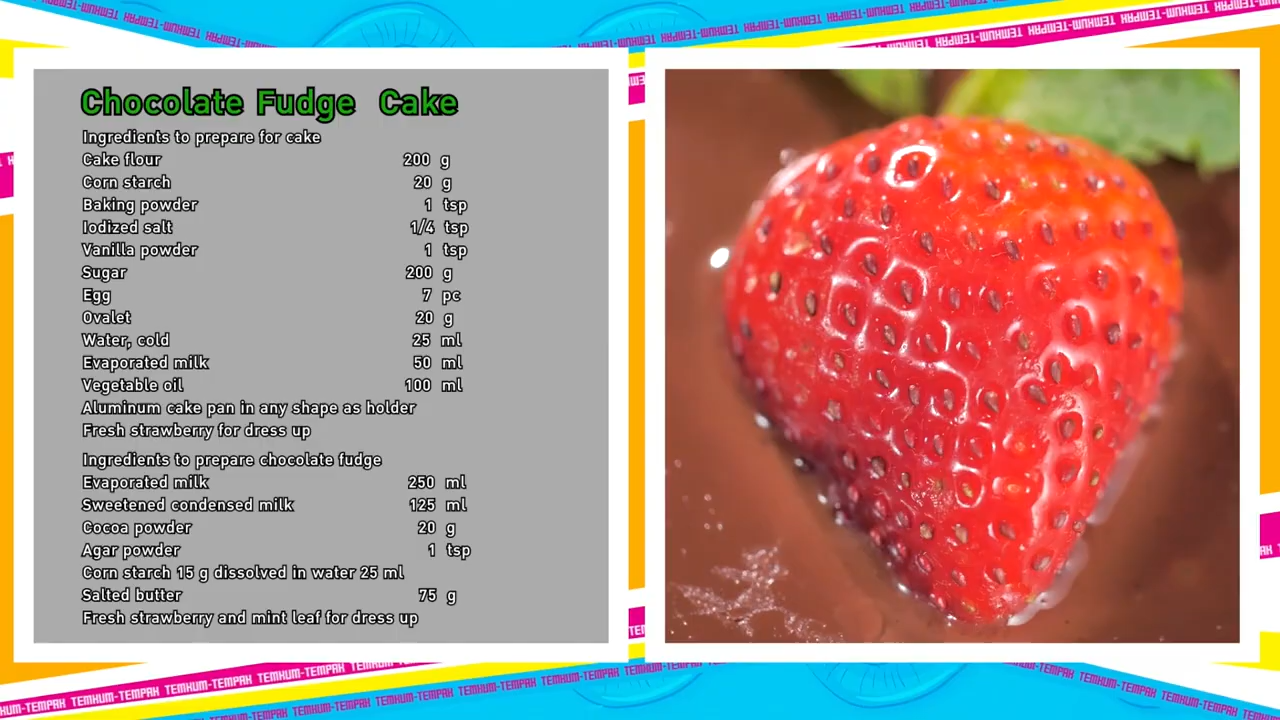 Chocolate Fudge Cake
Ingredients to prepare for cake
Cake flour 200 g
Corn starch 20 g
Baking powder 1 tsp
Iodized salt 1/4 tsp
Vanilla powder 1 tsp
Sugar 200 g
Egg 7 pc
Ovalet 20 g
Water, cold 25 ml
Evaporated milk 50 ml
Vegetable oil 100 ml
Aluminum cake pan in any shape as holder
Fresh strawberry for dress up
Ingredients to prepare chocolate fudge
Evaporated milk 250 ml
Sweetened condensed milk 125 ml
Cocoa powder 20 g
Agar powder 1 tsp
Corn starch 15 g dissolved in water 25 ml
Salted butter 75 g
Fresh strawberry and mint leaf for dress up